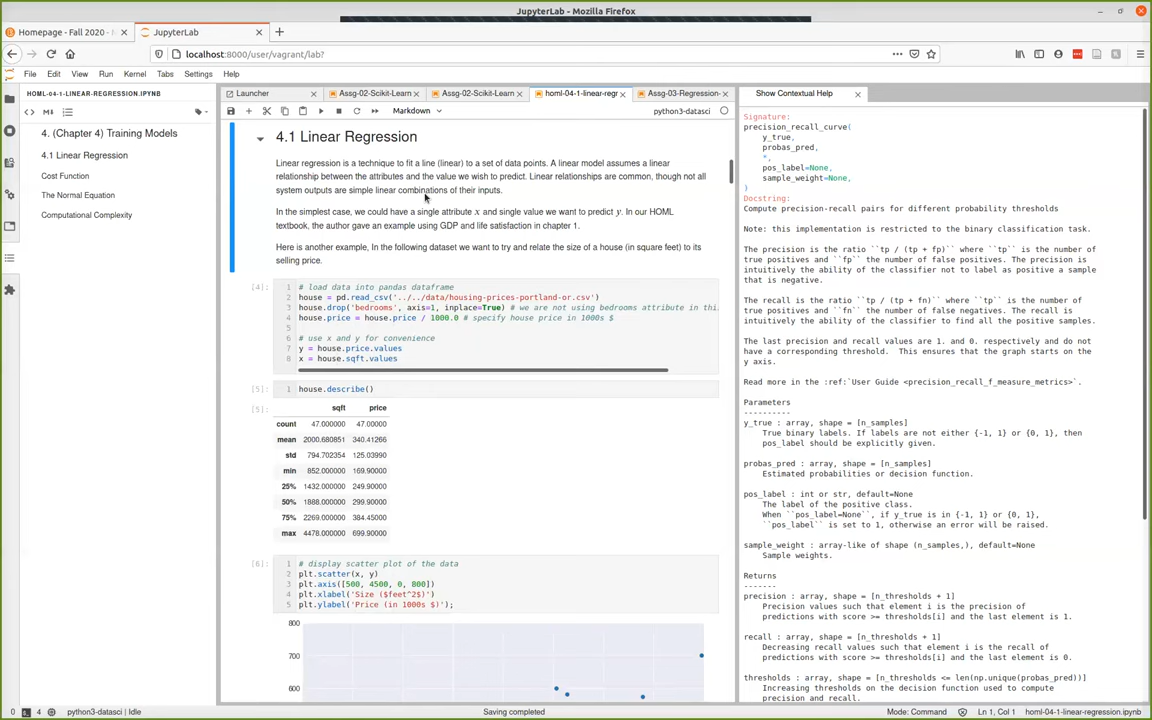 JupyterLab - Mozilla Firefox
Homepage - Fall 2020 -
JupyterLab
localhost:8000/user/vagrant/lab?
File Edit View Run Kernel Tabs Settings Help
HOML-04-1-LINEAR-REGRESSION.IPYNB
4. (Chapter 4) Training Models
4.1 Linear Regression
Cost Function
The Normal Equation
Computational Complexity
Launcher
Assg-02-Scikit-Learn
Assg-02-Scikit-Learn
homl-04-1-linear-regr
Assg-03-Regression-
Markdown
python3-datasci
4.1 Linear Regression
Linear regression is a technique to fit a line (linear) to a set of data points. A linear model assumes a linear
relationship between the attributes and the value we wish to predict. Linear relationships are common, though not all
system outputs are simple linear combinations of their inputs.
In the simplest case, we could have a single attribute x and single value we want to predict y. In our HOML
textbook, the author gave an example using GDP and life satisfaction in chapter 1.
Here is another example, In the following dataset we want to try and relate the size of a house (in square feet) to its
selling price.
[4]:
1 # load data into pandas dataframe
2 house = pd.read_csv('../../data/housing-prices-portland-or.csv')
3 house.drop('bedrooms', axis=1, inplace=True) # we are not using bedrooms attribute in thi
4 house.price = house.price / 1000.0 # specify house price in 1000s $
5
6 # use x and y for convenience
7 y = house.price.values
8 x = house.sqft.values
[5]: 1 house.describe()
[5]: sqft price
count 47.000000 47.00000
mean 2000.680851 340.41266
std 794.702354 125.03990
min 852.000000 169.90000
25% 1432.000000 249.90000
50% 1888.000000 299.90000
75% 2269.000000 384.45000
max 4478.000000 699.90000
[6]: 1 # display scatter plot of the data
2 plt.scatter(x, y)
3 plt.axis([500, 4500, 0, 800])
4 plt.xlabel('Size ($feet^2$)')
5 plt.ylabel('Price (in 1000s $)');
800
700
600
Show Contextual Help
Signature:
precision_recall_curve(
y_true,
probas_pred,
*,
pos_label=None,
sample_weight=None,
)
Docstring:
Compute precision-recall pairs for different probability thresholds
Note: this implementation is restricted to the binary classification task.
The precision is the ratio ``tp / (tp + fp)`` where ``tp`` is the number of
true positives and ``fp`` the number of false positives. The precision is
intuitively the ability of the classifier not to label as positive a sample
that is negative.
The recall is the ratio ``tp / (tp + fn)`` where ``tp`` is the number of
true positives and ``fn`` the number of false negatives. The recall is
intuitively the ability of the classifier to find all the positive samples.
The last precision and recall values are 1. and 0. respectively and do not
have a corresponding threshold. This ensures that the graph starts on the
y axis.
Read more in the :ref:`User Guide <precision_recall_f_measure_metrics>`.
Parameters
----------
y_true : array, shape = [n_samples]
True binary labels. If labels are not either {-1, 1} or {0, 1}, then
pos_label should be explicitly given.
probas_pred : array, shape = [n_samples]
Estimated probabilities or decision function.
pos_label : int or str, default=None
The label of the positive class.
When ``pos_label=None``, if y_true is in {-1, 1} or {0, 1},
``pos_label`` is set to 1, otherwise an error will be raised.
sample_weight : array-like of shape (n_samples,), default=None
Sample weights.
Returns
-------
precision : array, shape = [n_thresholds + 1]
Precision values such that element i is the precision of
predictions with score >= thresholds[i] and the last element is 1.
recall : array, shape = [n_thresholds + 1]
Decreasing recall values such that element i is the recall of
predictions with score >= thresholds[i] and the last element is 0.
thresholds : array, shape = [n_thresholds <= len(np.unique(probas_pred))]
Increasing thresholds on the decision function used to compute
precision and recall.
0 4 python3-datasci | Idle
Saving completed
Mode: Command
Ln 1, Col 1
homl-04-1-linear-regression.ipynb